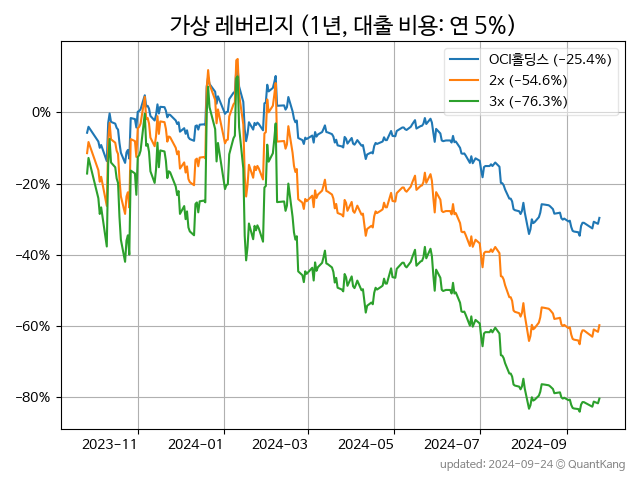 가상 레버리지 (1년, 대출 비용: 연 5%)
OCI홀딩스 (-25.4%)
2x (-54.6%)
3x (-76.3%)
0%
-20%
-40%
-60%
-80%
2023-11
2024-01
2024-03
2024-05
2024-07
2024-09
updated: 2024-09-24 © QuantKang